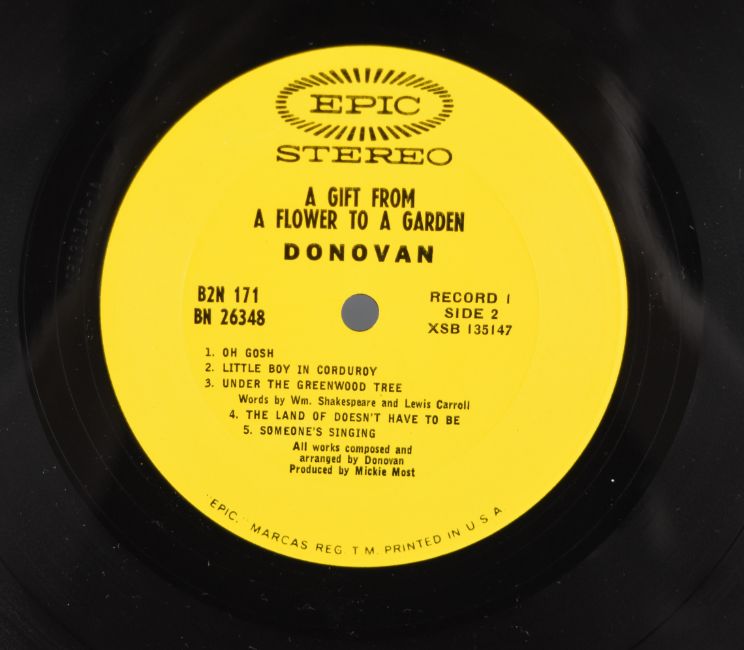 EPIC
STEREO
A GIFT FROM
A FLOWER TO A GARDEN
DONOVAN
B2N 171
BN 26348
RECORD 1
SIDE 2
XSB 135147
1. OH GOSH
2. LITTLE BOY IN CORDUROY
3. UNDER THE GREENWOOD TREE
Words by Wm. Shakespeare and Lewis Carroll
4. THE LAND OF DOESN'T HAVE TO BE
5. SOMEONE'S SINGING
All works composed and
arranged by Donovan
Produced by Mickie Most
"EPIC," MARCAS REG. T M. PRINTED IN U.S.A.